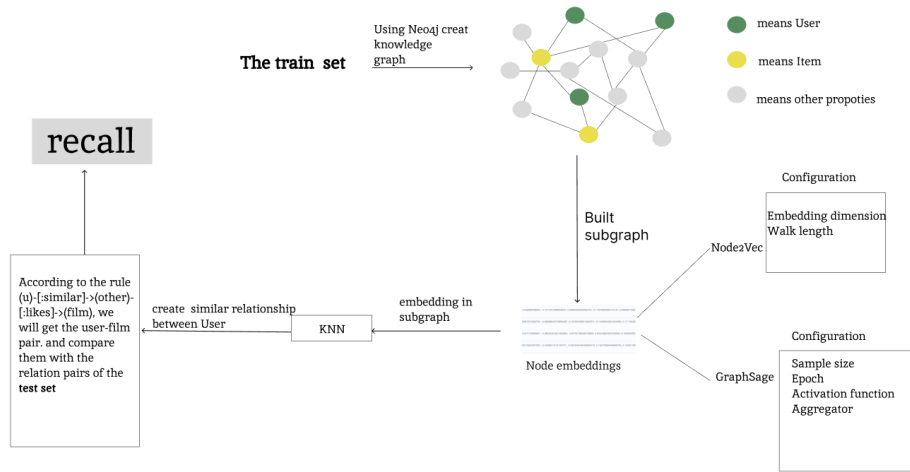 The train set
Using Neo4j creat
knowledge
graph
means User
means Item
means other propoties
recall
Built
subgraph
Configuration
Embedding dimension
Walk length
Node2Vec
According to the rule
(u)-[:similar]->(other)-
[:likes]->(film), we
will get the user-film
pair. and compare
them with the
relation pairs of the
test set
create similar relationship
between User
KNN
embedding in
subgraph
Node embeddings
GraphSage
Configuration
Sample size
Epoch
Activation function
Aggregator